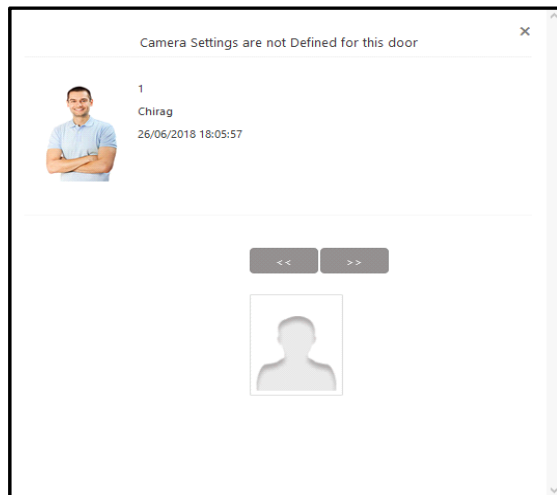 Camera Settings are not Defined for this door
×
1
Chirag
26/06/2018 18:05:57
<< >>